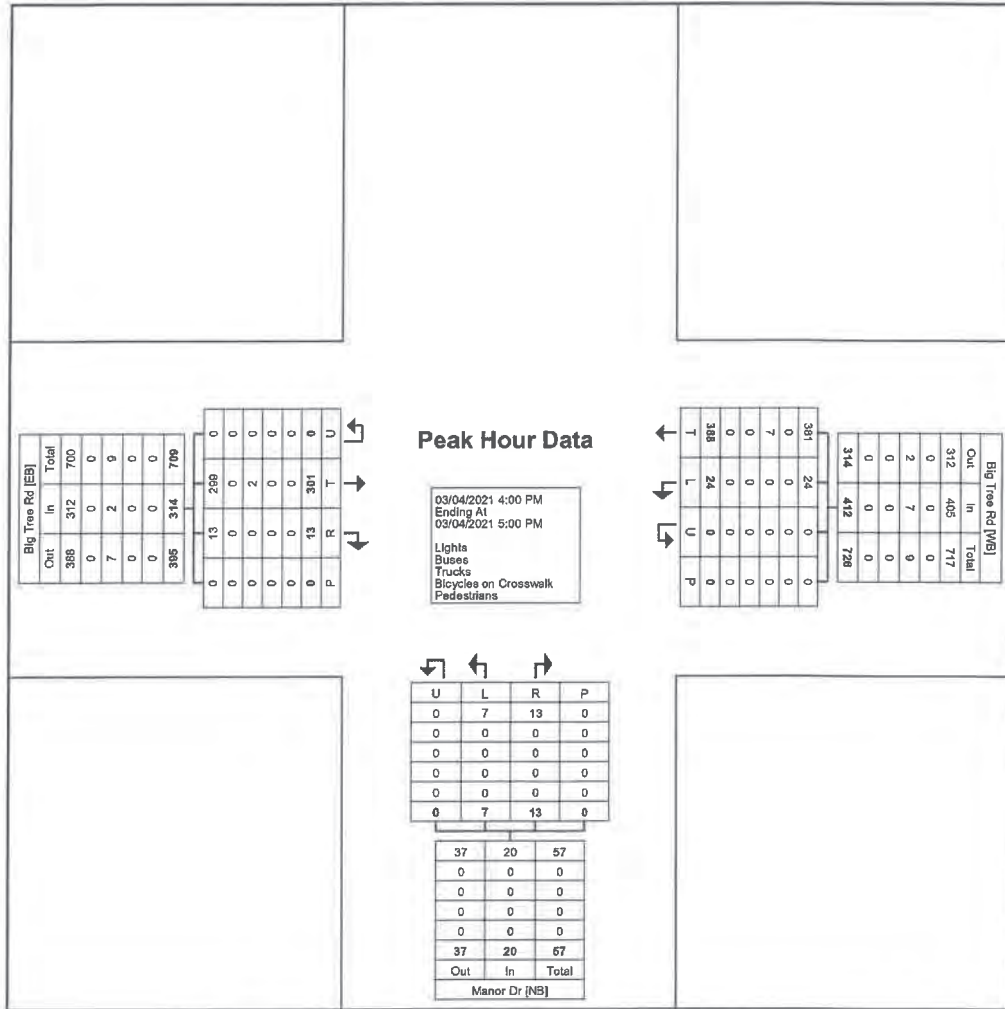 Big Tree Rd [EB]
Total 700 0 9 0 0 709
In 312 0 2 0 0 314
Out 388 0 7 0 0 395
0 0 0 0 0 0 U
299 0 2 0 0 301 T
13 0 0 0 0 13 R
0 0 0 0 0 0 P
Peak Hour Data
03/04/2021 4:00 PM
Ending At
03/04/2021 5:00 PM
Lights
Buses
Trucks
Bicycles on Crosswalk
Pedestrians
T 388 0 0 7 0 381
L 24 0 0 0 0 24
U 0 0 0 0 0 0
P 0 0 0 0 0 0
314 0 0 2 0 312 Out
412 0 0 7 0 405 In
726 0 0 9 0 717 Total
Big Tree Rd [WB]
U L R P
0 7 13 0
0 0 0 0
0 0 0 0
0 0 0 0
0 0 0 0
0 7 13 0
37 20 57
0 0 0
0 0 0
0 0 0
0 0 0
37 20 57
Out In Total
Manor Dr [NB]